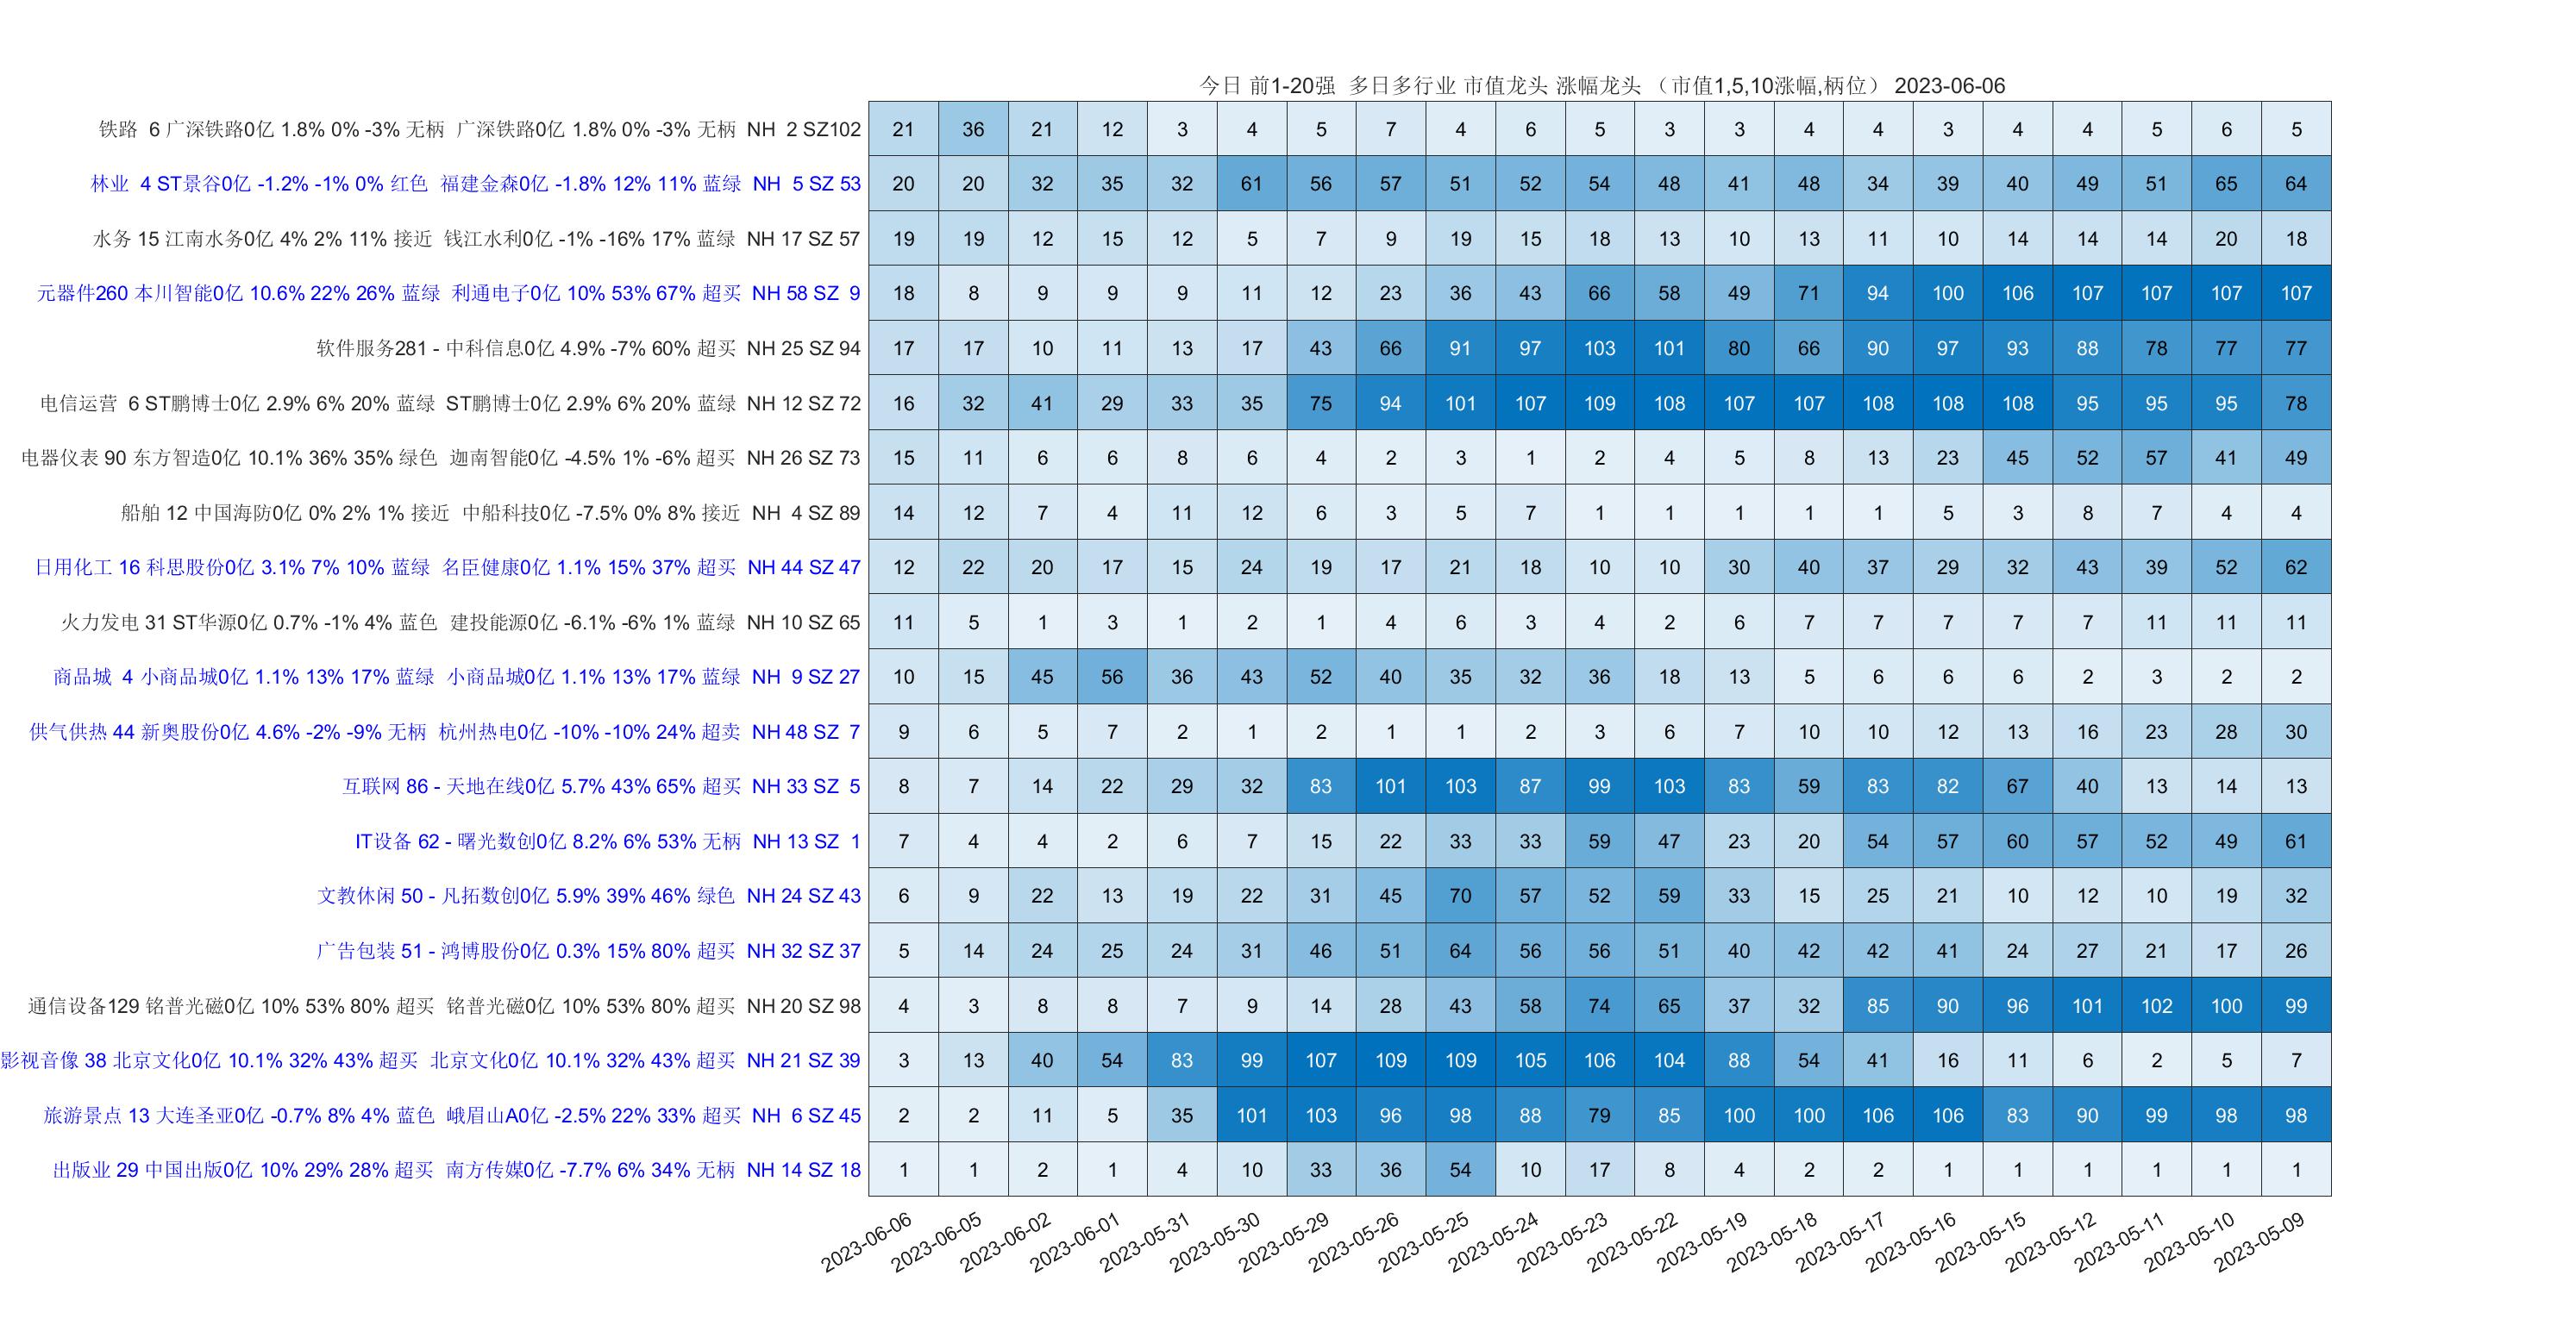 今日 前1-20强 多日多行业 市值龙头 涨幅龙头 （市值1,5,10涨幅,柄位） 2023-06-06
铁路 6 广深铁路0亿 1.8% 0% -3% 无柄 广深铁路0亿 1.8% 0% -3% 无柄 NH 2 SZ102 21 36 21 12 3 4 5 7 4 6 5 3 3 4 4 3 4 4 5 6 5
林业 4 ST景谷0亿 -1.2% -1% 0% 红色 福建金森0亿 -1.8% 12% 11% 蓝绿 NH 5 SZ 53 20 20 32 35 32 61 56 57 51 52 54 48 41 48 34 39 40 49 51 65 64
水务 15 江南水务0亿 4% 2% 11% 接近 钱江水利0亿 -1% -16% 17% 蓝绿 NH 17 SZ 57 19 19 12 15 12 5 7 9 19 15 18 13 10 13 11 10 14 14 14 20 18
元器件260 本川智能0亿 10.6% 22% 26% 蓝绿 利通电子0亿 10% 53% 67% 超买 NH 58 SZ 9 18 8 9 9 9 11 12 23 36 43 66 58 49 71 94 100 106 107 107 107 107
软件服务281 - 中科信息0亿 4.9% -7% 60% 超买 NH 25 SZ 94 17 17 10 11 13 17 43 66 91 97 103 101 80 66 90 97 93 88 78 77 77
电信运营 6 ST鹏博士0亿 2.9% 6% 20% 蓝绿 ST鹏博士0亿 2.9% 6% 20% 蓝绿 NH 12 SZ 72 16 32 41 29 33 35 75 94 101 107 109 108 107 107 108 108 108 95 95 95 78
电器仪表 90 东方智造0亿 10.1% 36% 35% 绿色 迦南智能0亿 -4.5% 1% -6% 超买 NH 26 SZ 73 15 11 6 6 8 6 4 2 3 1 2 4 5 8 13 23 45 52 57 41 49
船舶 12 中国海防0亿 0% 2% 1% 接近 中船科技0亿 -7.5% 0% 8% 接近 NH 4 SZ 89 14 12 7 4 11 12 6 3 5 7 1 1 1 1 1 5 3 8 7 4 4
日用化工 16 科思股份0亿 3.1% 7% 10% 蓝绿 名臣健康0亿 1.1% 15% 37% 超买 NH 44 SZ 47 12 22 20 17 15 24 19 17 21 18 10 10 30 40 37 29 32 43 39 52 62
火力发电 31 ST华源0亿 0.7% -1% 4% 蓝色 建投能源0亿 -6.1% -6% 1% 蓝绿 NH 10 SZ 65 11 5 1 3 1 2 1 4 6 3 4 2 6 7 7 7 7 7 11 11 11
商品城 4 小商品城0亿 1.1% 13% 17% 蓝绿 小商品城0亿 1.1% 13% 17% 蓝绿 NH 9 SZ 27 10 15 45 56 36 43 52 40 35 32 36 18 13 5 6 6 6 2 3 2 2
供气供热 44 新奥股份0亿 4.6% -2% -9% 无柄 杭州热电0亿 -10% -10% 24% 超卖 NH 48 SZ 7 9 6 5 7 2 1 2 1 1 2 3 6 7 10 10 12 13 16 23 28 30
互联网 86 - 天地在线0亿 5.7% 43% 65% 超买 NH 33 SZ 5 8 7 14 22 29 32 83 101 103 87 99 103 83 59 83 82 67 40 13 14 13
IT设备 62 - 曙光数创0亿 8.2% 6% 53% 无柄 NH 13 SZ 1 7 4 4 2 6 7 15 22 33 33 59 47 23 20 54 57 60 57 52 49 61
文教休闲 50 - 凡拓数创0亿 5.9% 39% 46% 绿色 NH 24 SZ 43 6 9 22 13 19 22 31 45 70 57 52 59 33 15 25 21 10 12 10 19 32
广告包装 51 - 鸿博股份0亿 0.3% 15% 80% 超买 NH 32 SZ 37 5 14 24 25 24 31 46 51 64 56 56 51 40 42 42 41 24 27 21 17 26
通信设备129 铭普光磁0亿 10% 53% 80% 超买 铭普光磁0亿 10% 53% 80% 超买 NH 20 SZ 98 4 3 8 8 7 9 14 28 43 58 74 65 37 32 85 90 96 101 102 100 99
影视音像 38 北京文化0亿 10.1% 32% 43% 超买 北京文化0亿 10.1% 32% 43% 超买 NH 21 SZ 39 3 13 40 54 83 99 107 109 109 105 106 104 88 54 41 16 11 6 2 5 7
旅游景点 13 大连圣亚0亿 -0.7% 8% 4% 蓝色 峨眉山A0亿 -2.5% 22% 33% 超买 NH 6 SZ 45 2 2 11 5 35 101 103 96 98 88 79 85 100 100 106 106 83 90 99 98 98
出版业 29 中国出版0亿 10% 29% 28% 超买 南方传媒0亿 -7.7% 6% 34% 无柄 NH 14 SZ 18 1 1 2 1 4 10 33 36 54 10 17 8 4 2 2 1 1 1 1 1 1
2023-06-06 2023-06-05 2023-06-02 2023-06-01 2023-05-31 2023-05-30 2023-05-29 2023-05-26 2023-05-25 2023-05-24 2023-05-23 2023-05-22 2023-05-19 2023-05-18 2023-05-17 2023-05-16 2023-05-15 2023-05-12 2023-05-11 2023-05-10 2023-05-09